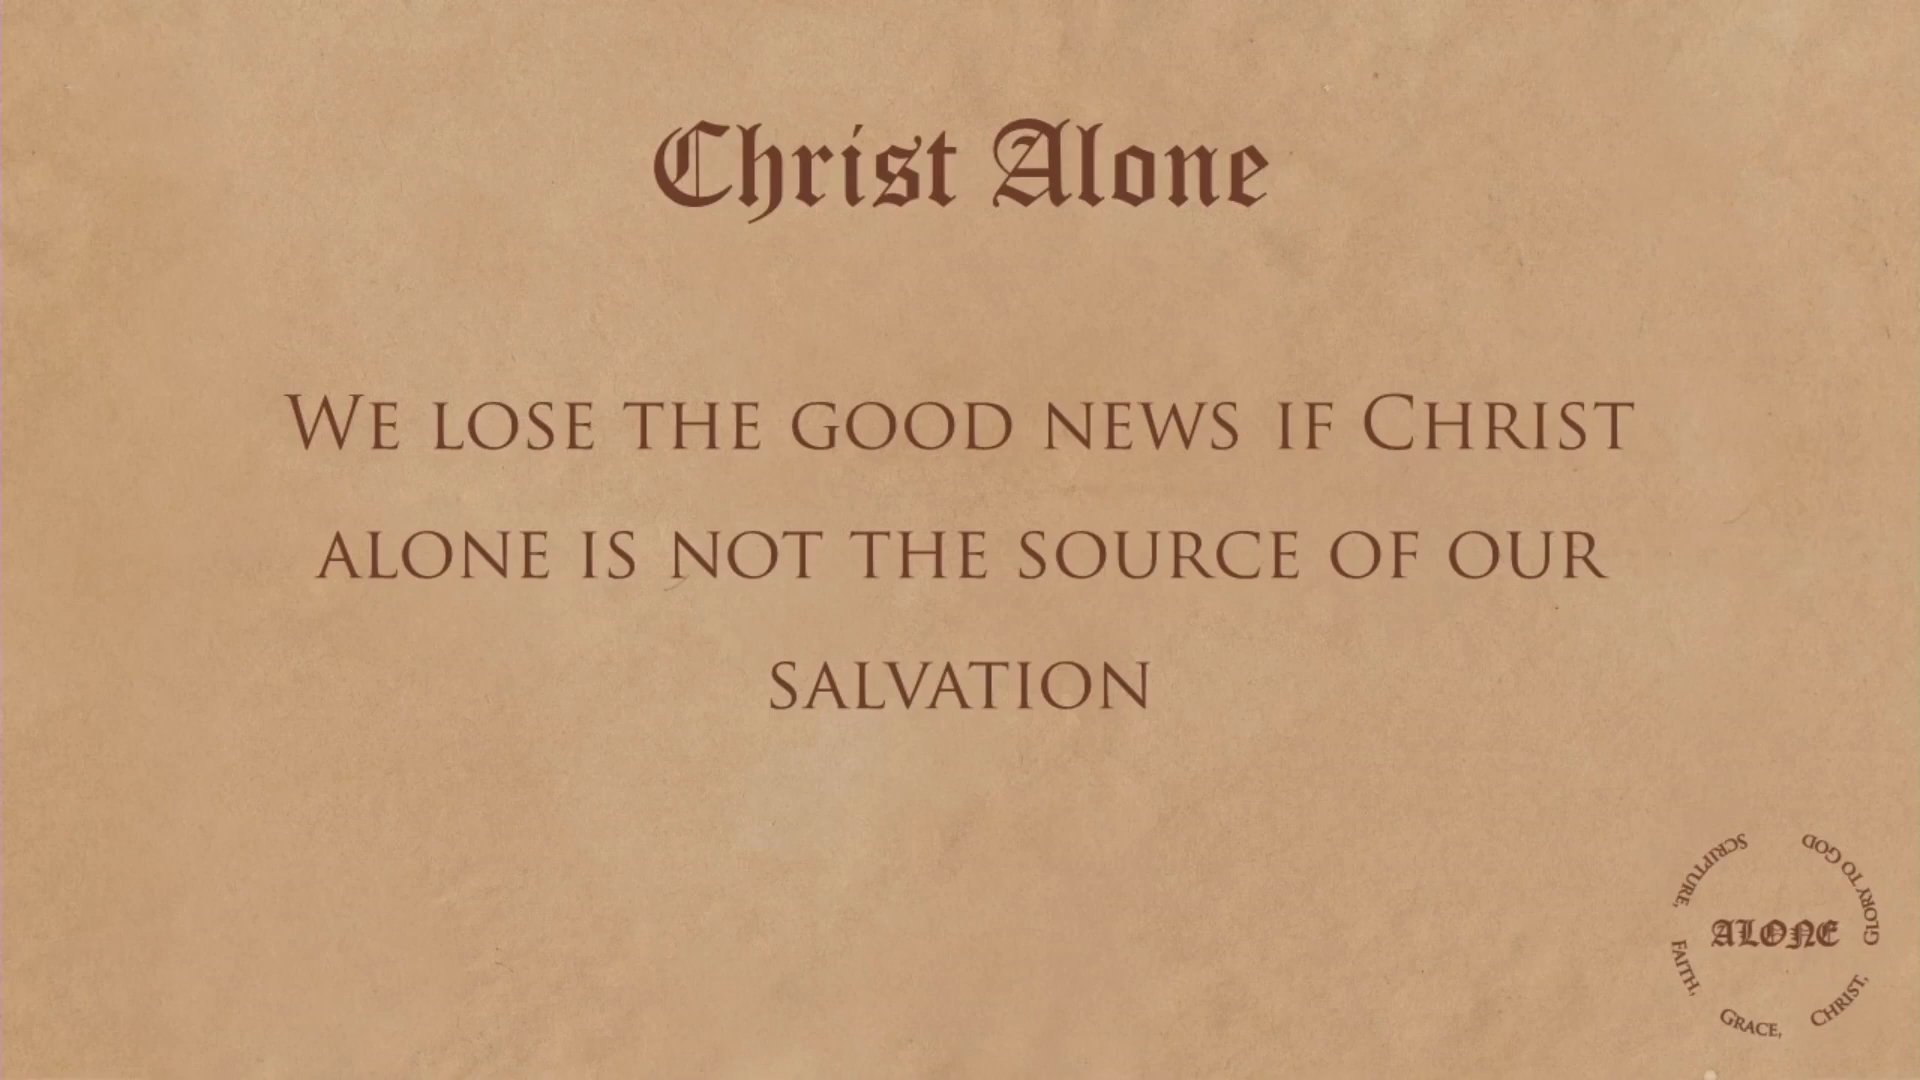 Christ Alone
We lose the good news if Christ
alone is not the source of our
salvation
Scripture,
Faith,
Grace,
Christ,
Glory to God
ALONE